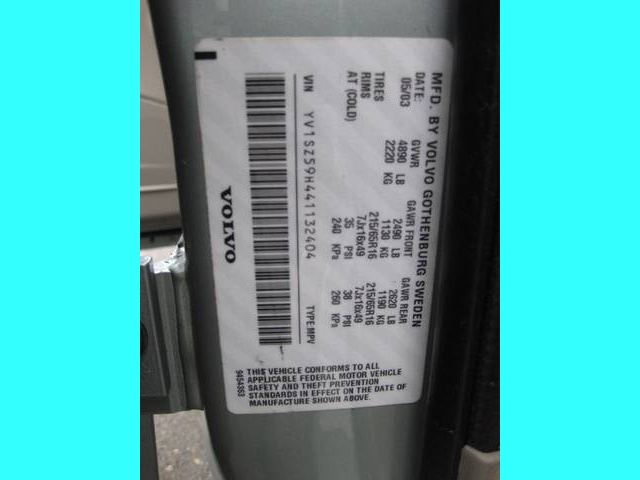 MFD. BY VOLVO GOTHENBURG SWEDEN
DATE: GVWR GAWR FRONT GAWR REAR
05/03 4890 LB 2490 LB 2620 LB
2220 KG 1130 KG 1190 KG
TIRES 215/65R16 215/65R16
RIMS 7Jx16x49 7Jx16x49
AT (COLD) 35 PSI 38 PSI
240 KPa 260 KPa
VIN YV1SZ59H441132404 TYPE:MPV
VOLVO
THIS VEHICLE CONFORMS TO ALL
APPLICABLE FEDERAL MOTOR VEHICLE
SAFETY AND THEFT PREVENTION
STANDARDS IN EFFECT ON THE DATE OF
MANUFACTURE SHOWN ABOVE.
9454363